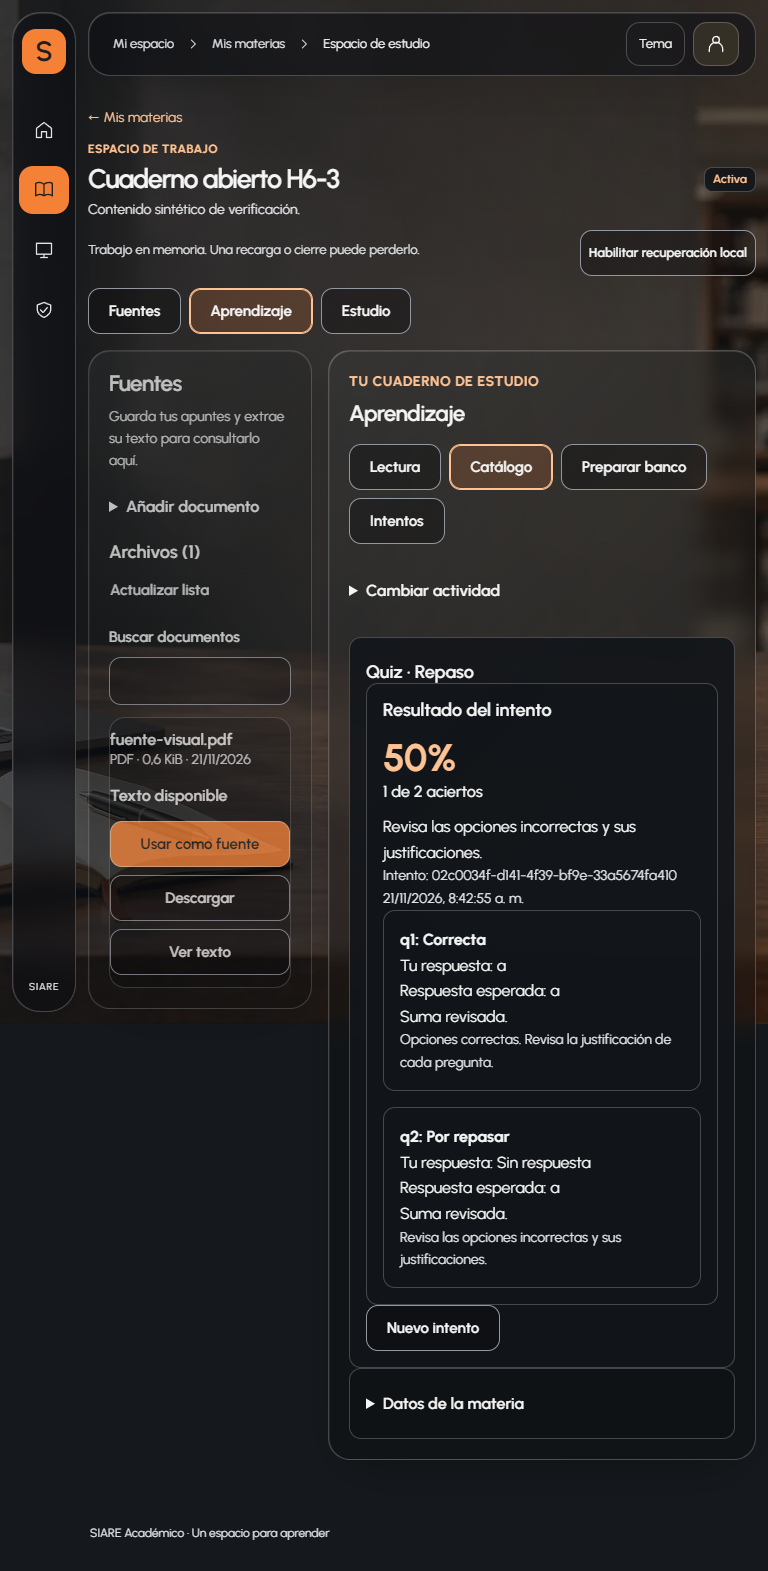 S
Mi espacio > Mis materias > Espacio de estudio
Tema
← Mis materias
ESPACIO DE TRABAJO
Cuaderno abierto H6-3
Activa
Contenido sintético de verificación.
Trabajo en memoria. Una recarga o cierre puede perderlo.
Habilitar recuperación local
Fuentes
Aprendizaje
Estudio
Fuentes
Guarda tus apuntes y extrae
su texto para consultarlo
aquí.
Añadir documento
Archivos (1)
Actualizar lista
Buscar documentos
fuente-visual.pdf
PDF · 0,6 KiB · 21/11/2026
Texto disponible
Usar como fuente
Descargar
Ver texto
SIARE
TU CUADERNO DE ESTUDIO
Aprendizaje
Lectura
Catálogo
Preparar banco
Intentos
Cambiar actividad
Quiz · Repaso
Resultado del intento
50%
1 de 2 aciertos
Revisa las opciones incorrectas y sus
justificaciones.
Intento: 02c0034f-d141-4f39-bf9e-33a5674fa410
21/11/2026, 8:42:55 a. m.
q1: Correcta
Tu respuesta: a
Respuesta esperada: a
Suma revisada.
Opciones correctas. Revisa la justificación de
cada pregunta.
q2: Por repasar
Tu respuesta: Sin respuesta
Respuesta esperada: a
Suma revisada.
Revisa las opciones incorrectas y sus
justificaciones.
Nuevo intento
Datos de la materia
SIARE Académico · Un espacio para aprender